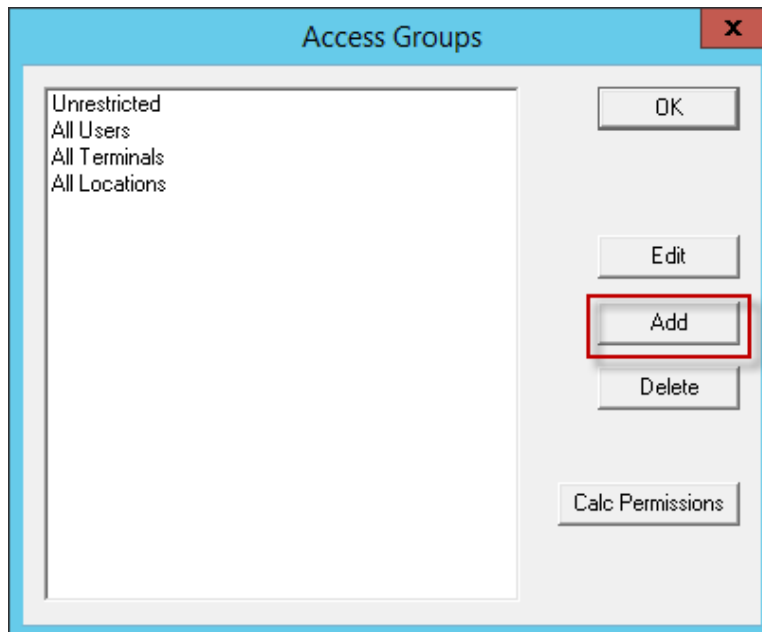 Access Groups
x
Unrestricted
All Users
All Terminals
All Locations
OK
Edit
Add
Delete
Calc Permissions